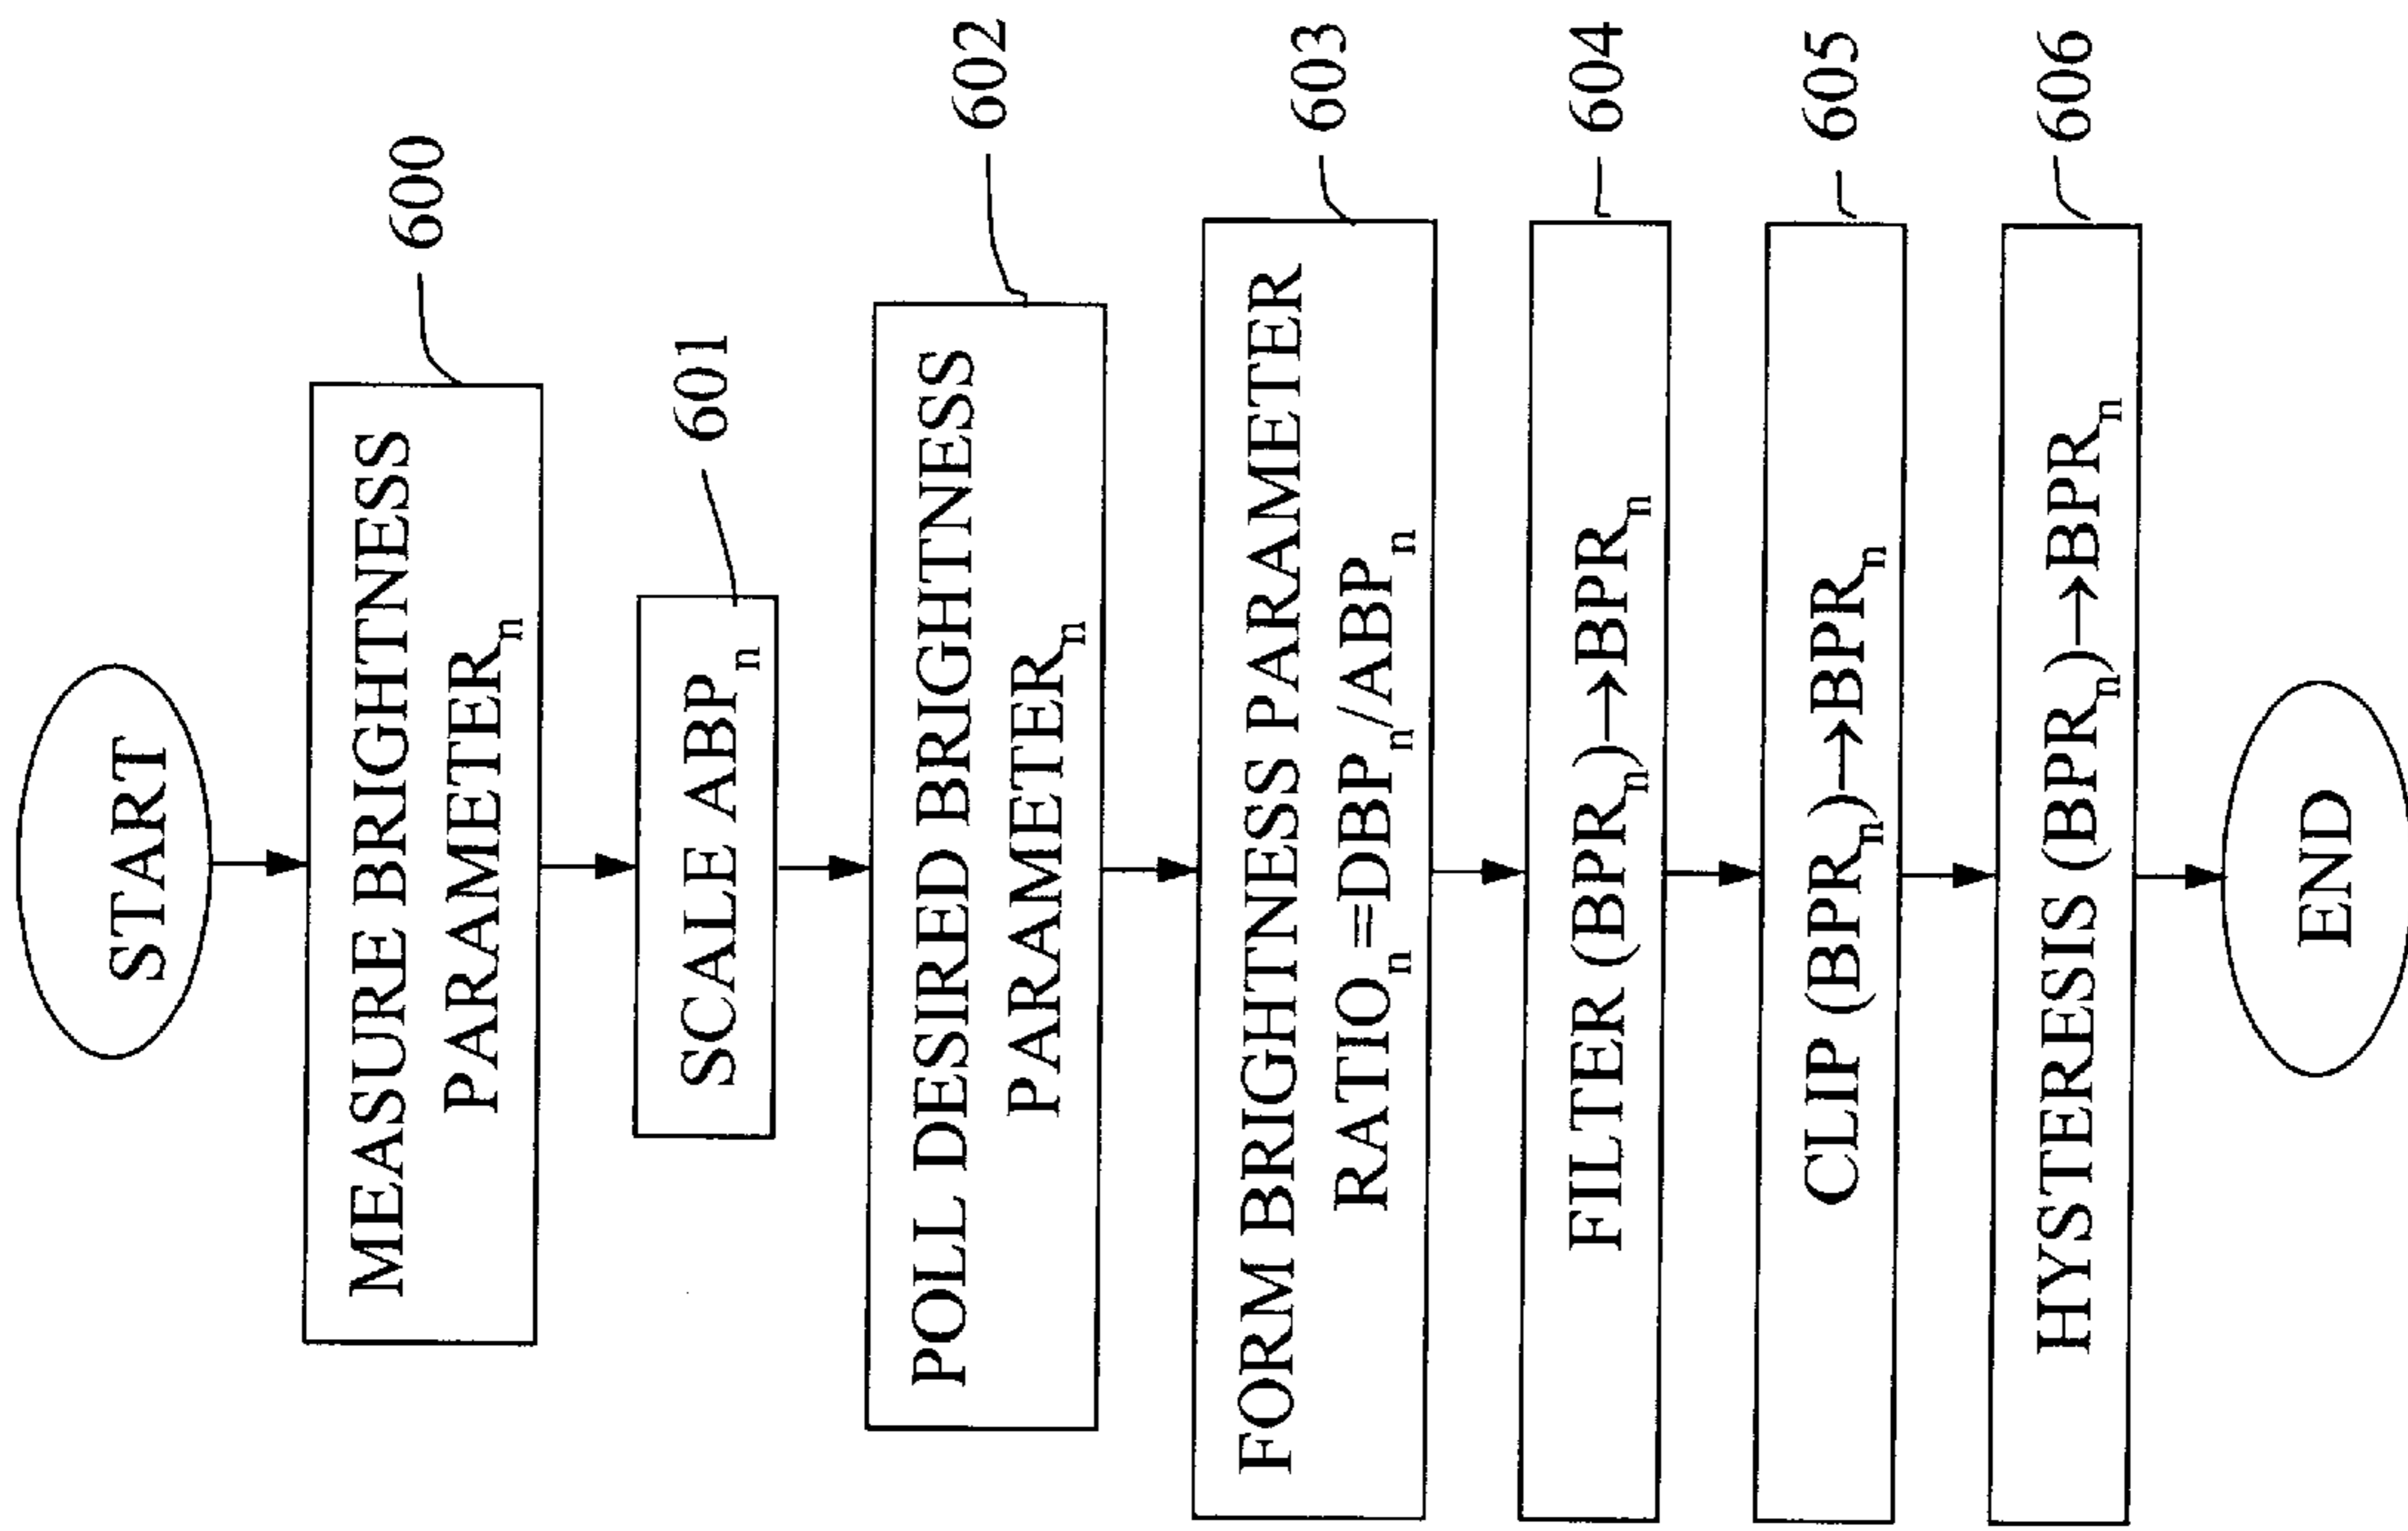 START
MEASURE BRIGHTNESS
PARAMETERₙ
600
SCALE ABPₙ
601
POLL DESIRED BRIGHTNESS
PARAMETERₙ
602
FORM BRIGHTNESS PARAMETER
RATIOₙ=DBPₙ/ABPₙ
603
FILTER (BPRₙ)→BPRₙ
604
CLIP (BPRₙ)→BPRₙ
605
HYSTERESIS (BPRₙ)→BPRₙ
606
END